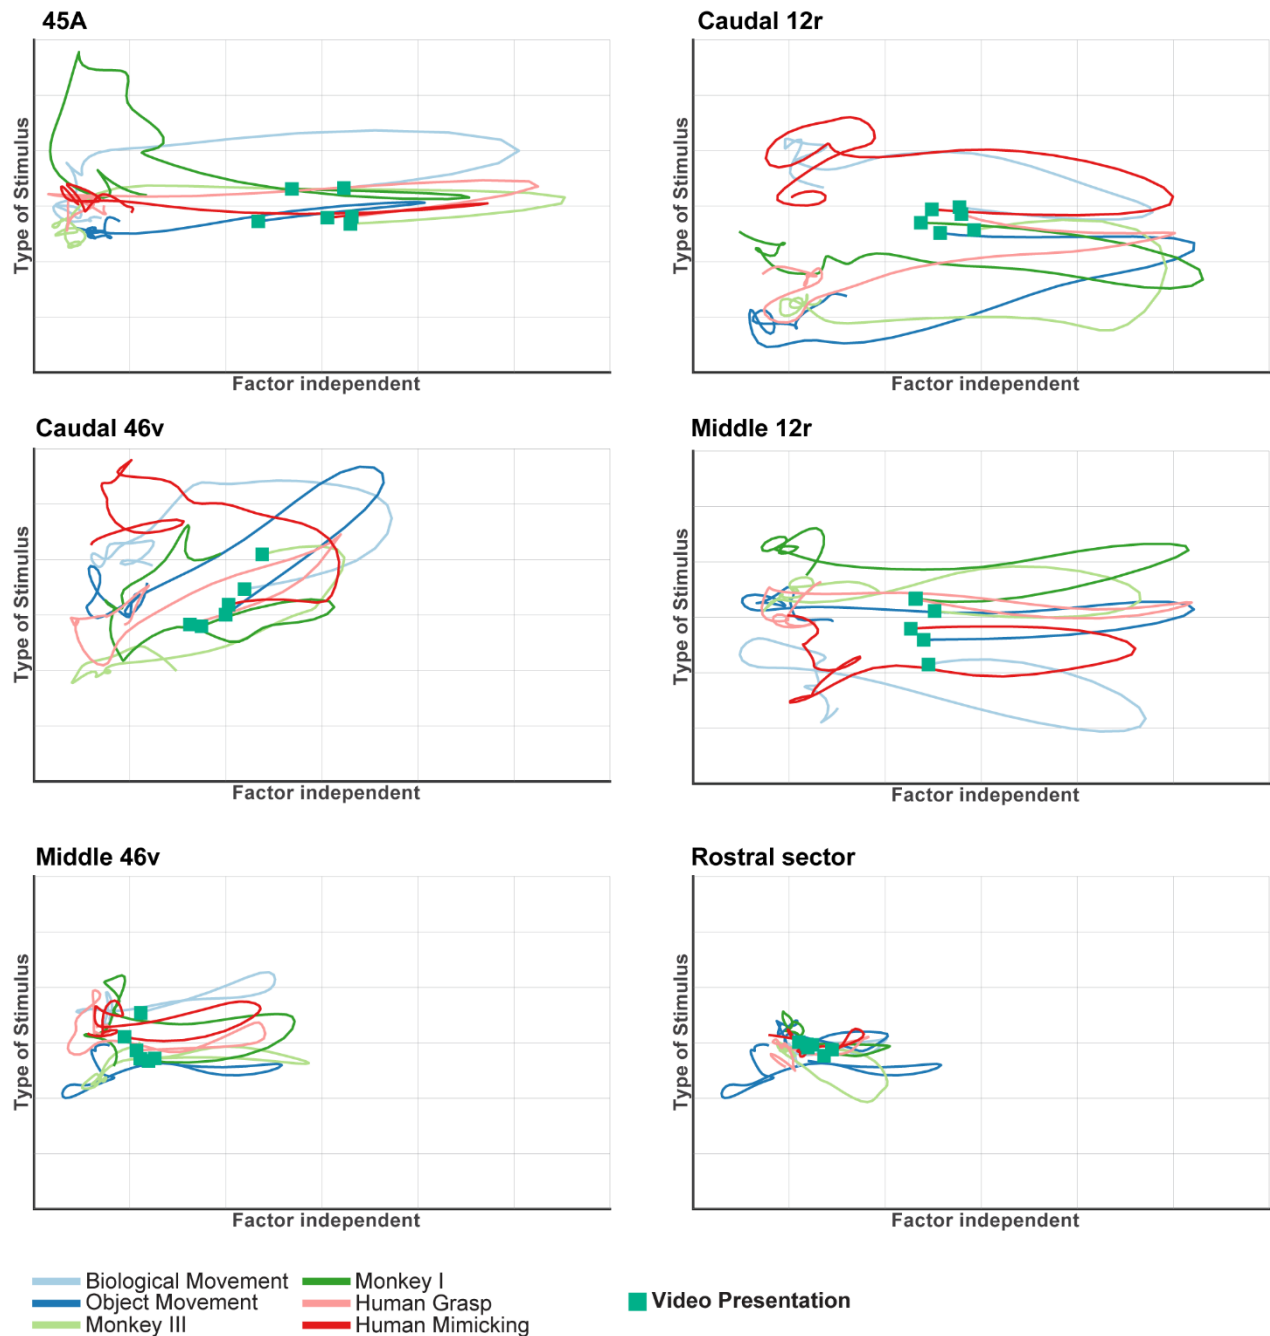 45A
Type of Stimulus
Factor independent
Caudal 12r
Type of Stimulus
Factor independent
Caudal 46v
Type of Stimulus
Factor independent
Middle 12r
Type of Stimulus
Factor independent
Middle 46v
Type of Stimulus
Factor independent
Rostral sector
Type of Stimulus
Factor independent
Biological Movement
Object Movement
Monkey III
Monkey I
Human Grasp
Human Mimicking
Video Presentation